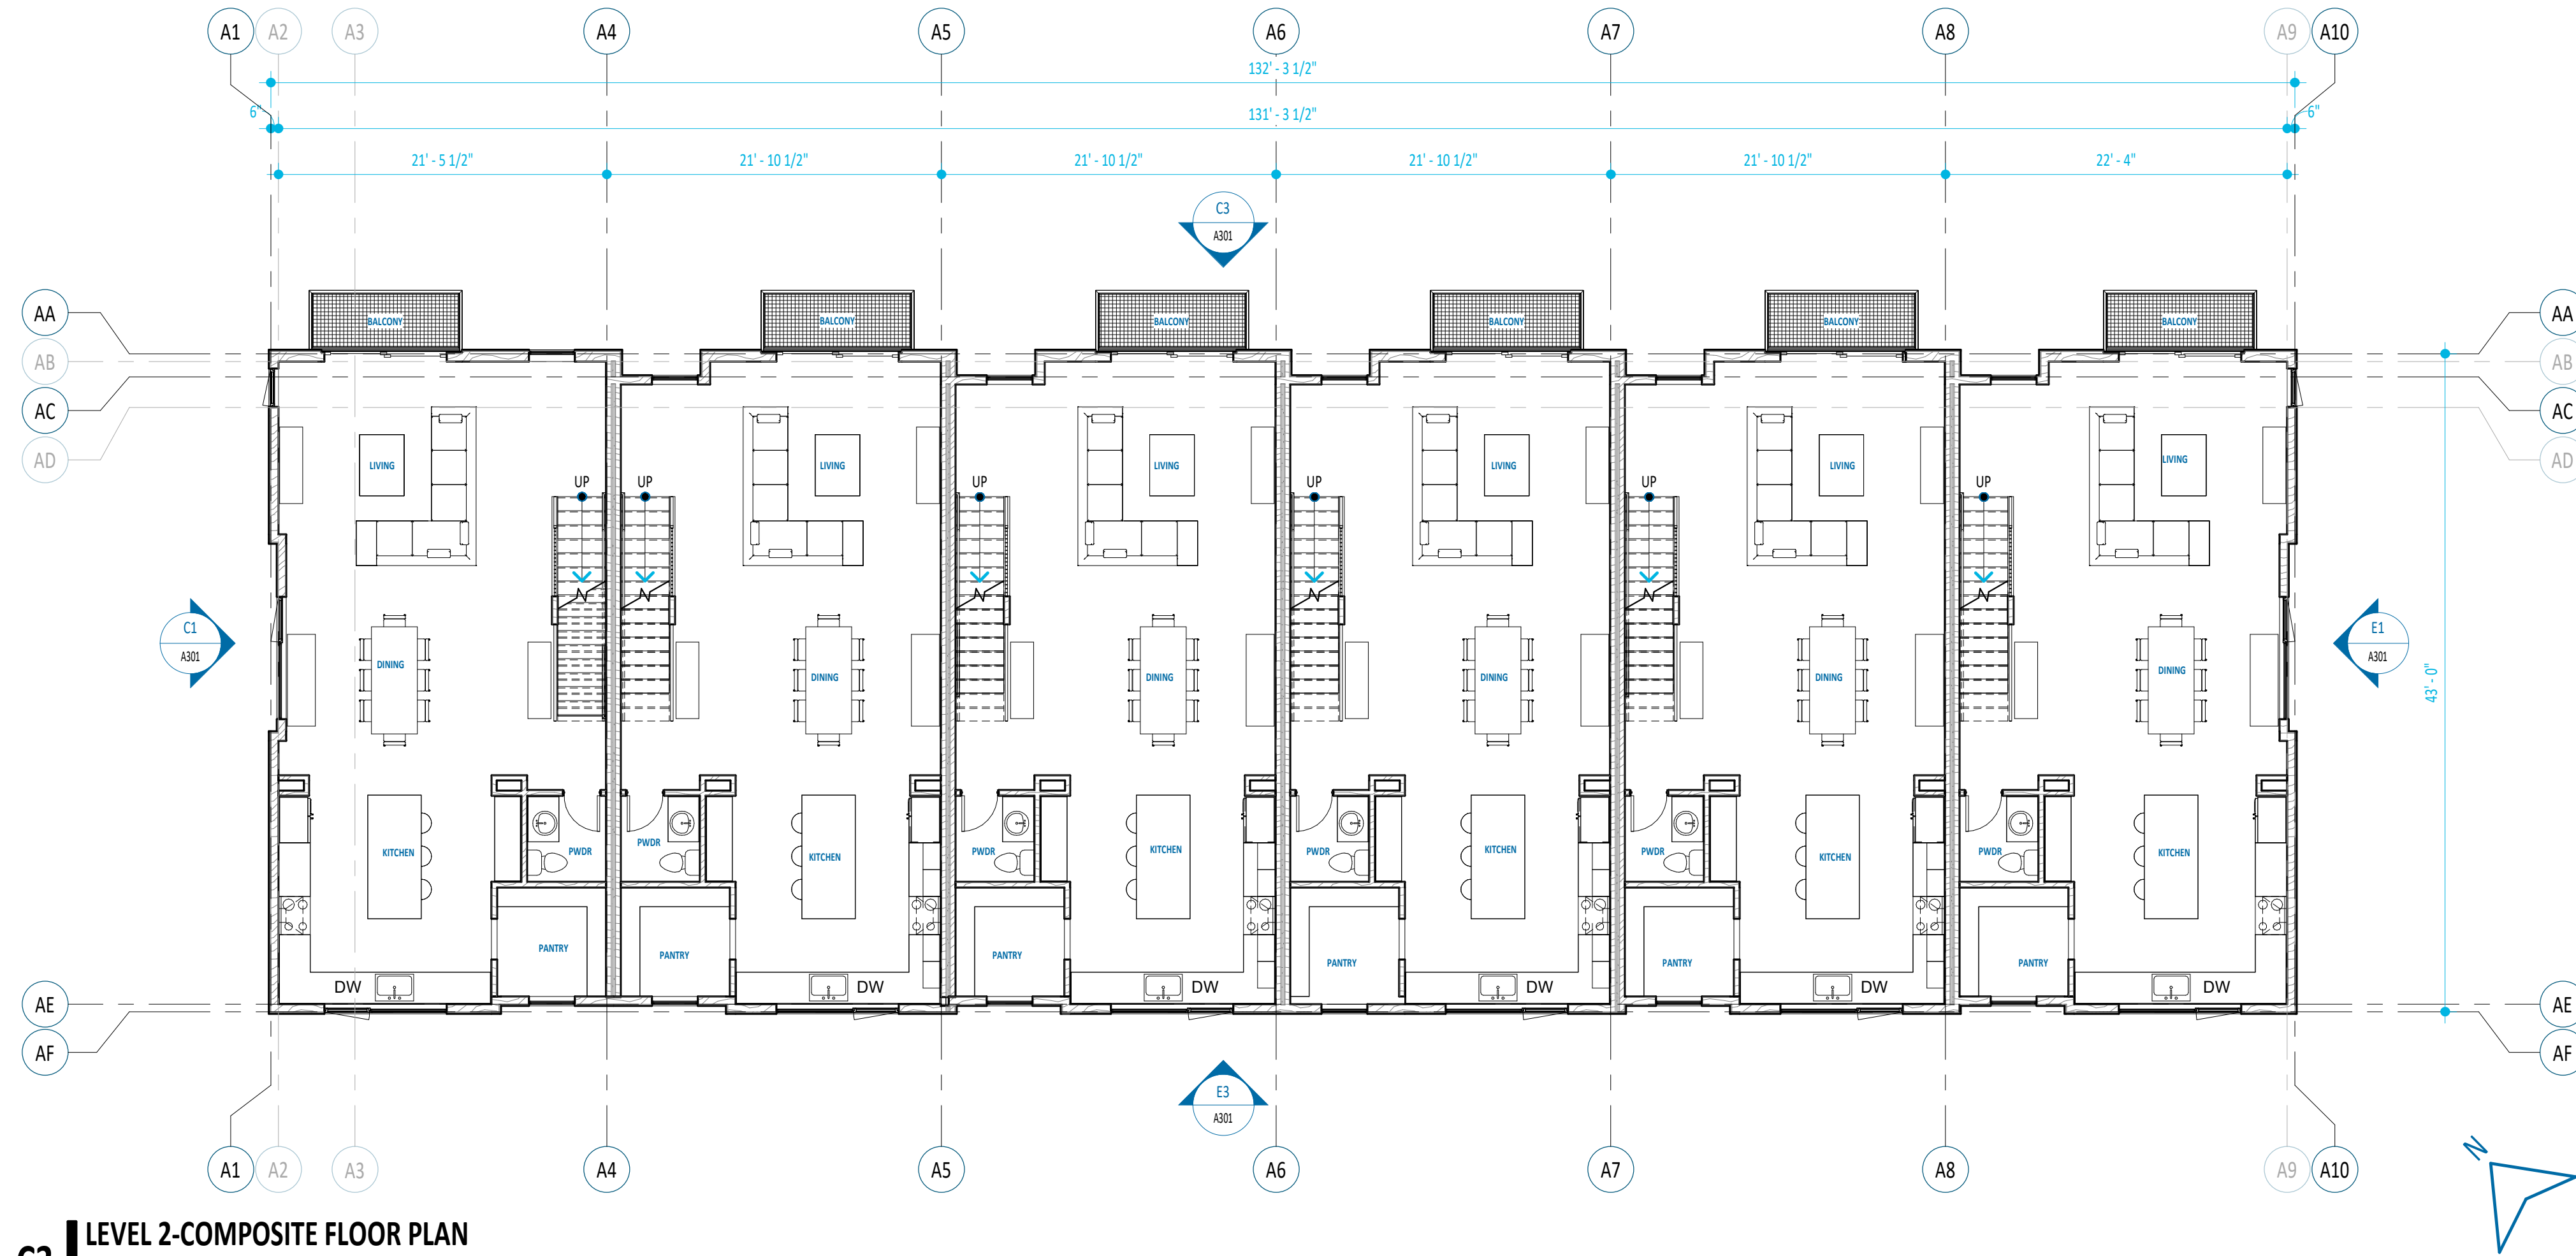 A1 A2 A3 A4 A5 A6 A7 A8 A9 A10
132' - 3 1/2"
6" 131' - 3 1/2" 6"
21' - 5 1/2" 21' - 10 1/2" 21' - 10 1/2" 21' - 10 1/2" 21' - 10 1/2" 22' - 4"
C3
A301
AA AA
BALCONY BALCONY BALCONY BALCONY BALCONY BALCONY
AB AB
AC AC
AD AD
LIVING LIVING LIVING LIVING LIVING LIVING
UP UP UP UP UP UP
C1 E1
A301 A301
43' - 0"
DINING DINING DINING DINING DINING DINING
PWDR PWDR PWDR PWDR PWDR PWDR
KITCHEN KITCHEN KITCHEN KITCHEN KITCHEN KITCHEN
PANTRY PANTRY PANTRY PANTRY PANTRY PANTRY
DW DW DW DW DW DW
AE AE
AF AF
E3
A301
A1 A2 A3 A4 A5 A6 A7 A8 A9 A10
N
LEVEL 2-COMPOSITE FLOOR PLAN